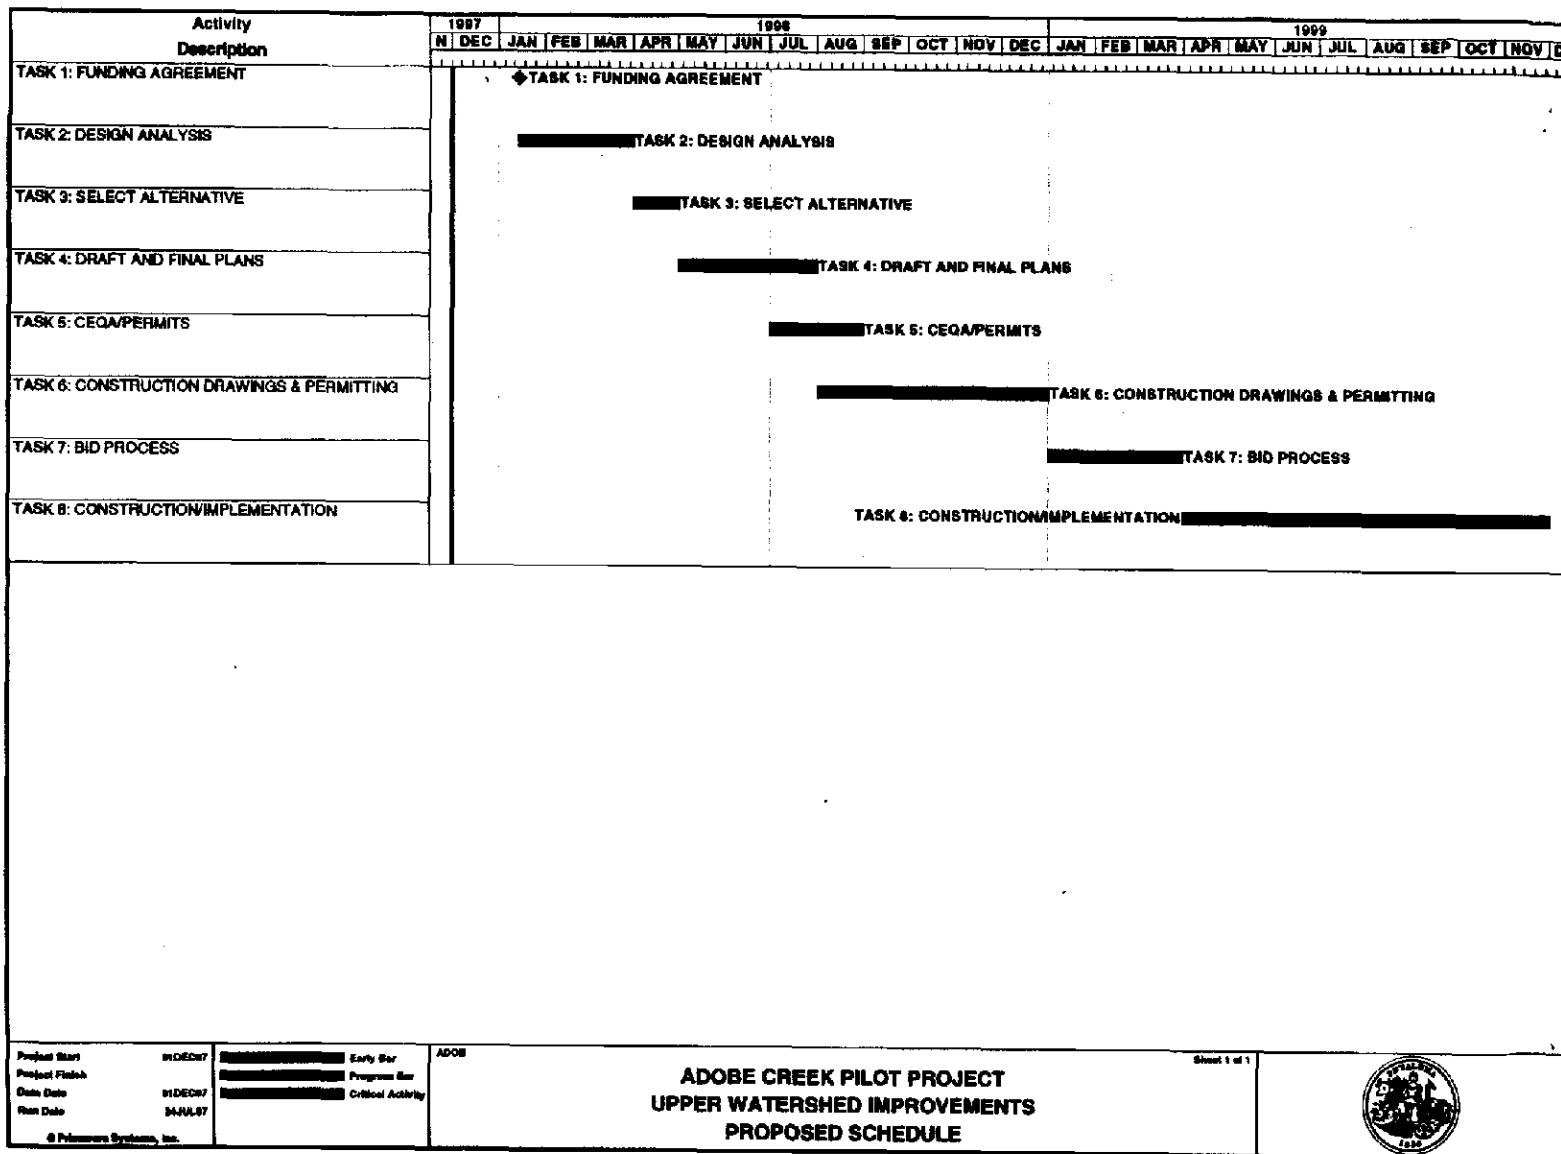 Activity
Description
1997 1998 1999
N DEC JAN FEB MAR APR MAY JUN JUL AUG SEP OCT NOV DEC JAN FEB MAR APR MAY JUN JUL AUG SEP OCT NOV D
TASK 1: FUNDING AGREEMENT
TASK 1: FUNDING AGREEMENT
TASK 2: DESIGN ANALYSIS
TASK 2: DESIGN ANALYSIS
TASK 3: SELECT ALTERNATIVE
TASK 3: SELECT ALTERNATIVE
TASK 4: DRAFT AND FINAL PLANS
TASK 4: DRAFT AND FINAL PLANS
TASK 5: CEQA/PERMITS
TASK 5: CEQA/PERMITS
TASK 6: CONSTRUCTION DRAWINGS & PERMITTING
TASK 6: CONSTRUCTION DRAWINGS & PERMITTING
TASK 7: BID PROCESS
TASK 7: BID PROCESS
TASK 8: CONSTRUCTION/IMPLEMENTATION
TASK 8: CONSTRUCTION/IMPLEMENTATION
Project Start 01DEC97
Project Finish
Data Date 01DEC97
Run Date 24JUL97
© Primavera Systems, Inc.
Early Bar
Progress Bar
Critical Activity
ADOB
Sheet 1 of 1
ADOBE CREEK PILOT PROJECT
UPPER WATERSHED IMPROVEMENTS
PROPOSED SCHEDULE